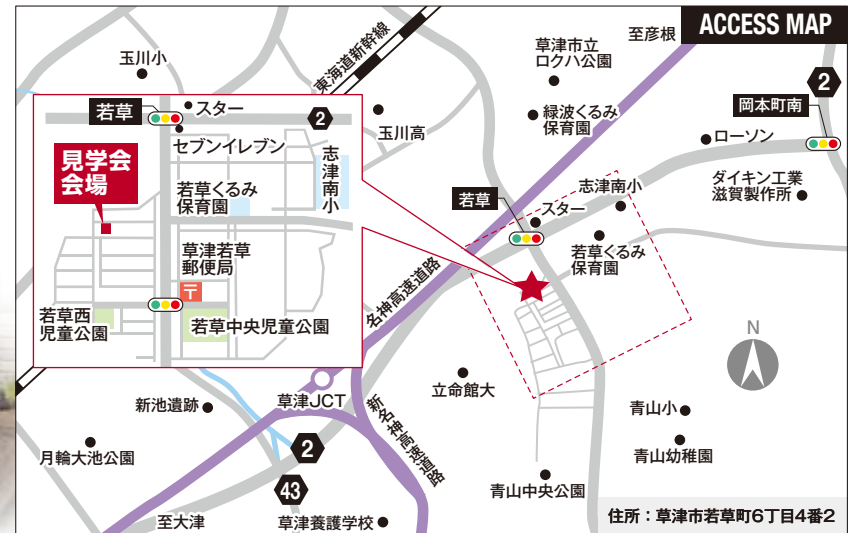 ACCESS MAP
玉川小
東海道新幹線
草津市立
ロクハ公園
至彦根
2
岡本町南
緑波くるみ
保育園
玉川高
ローソン
ダイキン工業
滋賀製作所
志津南小
若草
スター
若草くるみ
保育園
若草
スター
2
セブンイレブン
見学会
会場
若草くるみ
保育園
志津南小
草津若草
郵便局
〒
若草西
児童公園
若草中央児童公園
名神高速道路
N
立命館大
新池遺跡
草津JCT
新名神高速道路
青山小
青山幼稚園
月輪大池公園
2
43
青山中央公園
至大津
草津養護学校
住所：草津市若草町6丁目4番2